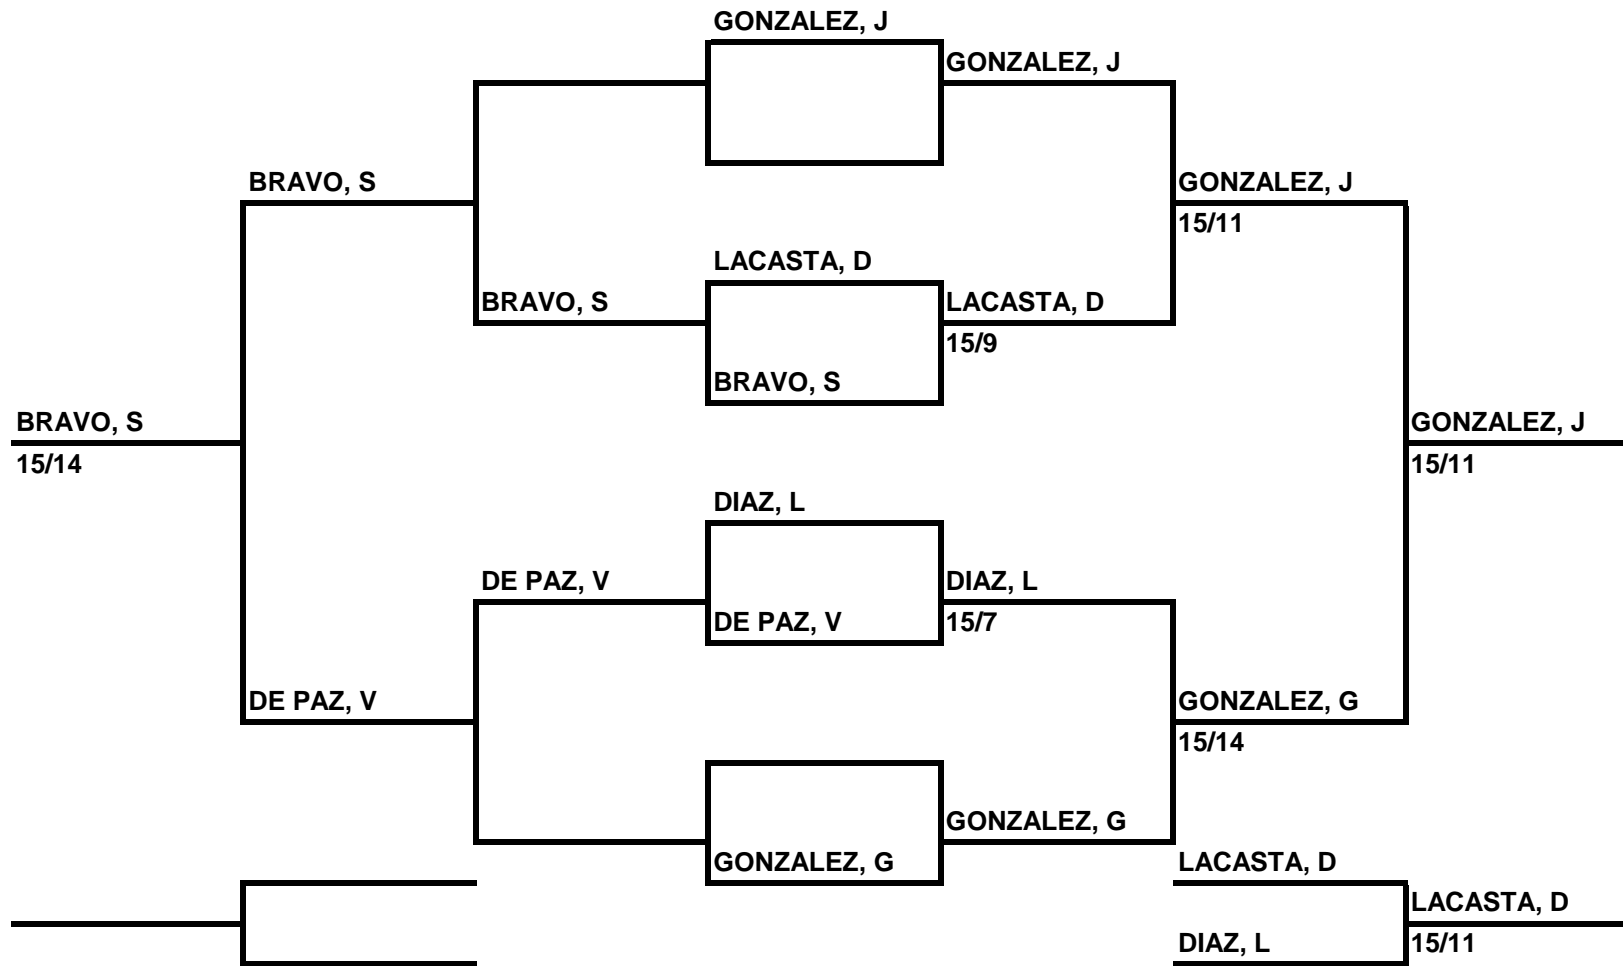 GONZALEZ, J
GONZALEZ, J
BRAVO, S
GONZALEZ, J
15/11
LACASTA, D
BRAVO, S
LACASTA, D
15/9
BRAVO, S
BRAVO, S
15/14
GONZALEZ, J
15/11
DIAZ, L
DE PAZ, V
DIAZ, L
DE PAZ, V
15/7
DE PAZ, V
GONZALEZ, G
15/14
GONZALEZ, G
GONZALEZ, G
LACASTA, D
LACASTA, D
DIAZ, L
15/11